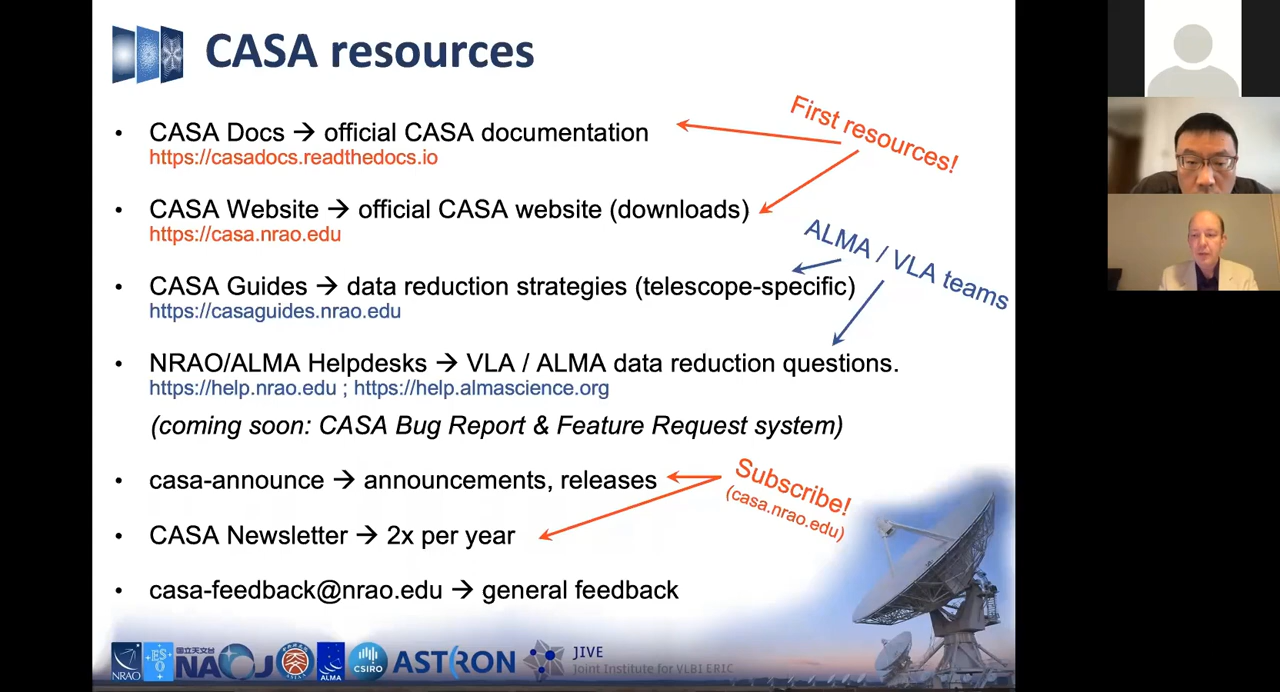 CASA resources
• CASA Docs → official CASA documentation
https://casadocs.readthedocs.io
First resources!
• CASA Website → official CASA website (downloads)
https://casa.nrao.edu
ALMA / VLA teams
• CASA Guides → data reduction strategies (telescope-specific)
https://casaguides.nrao.edu
• NRAO/ALMA Helpdesks → VLA / ALMA data reduction questions.
https://help.nrao.edu ; https://help.almascience.org
(coming soon: CASA Bug Report & Feature Request system)
• casa-announce → announcements, releases
Subscribe!
(casa.nrao.edu)
• CASA Newsletter → 2x per year
• casa-feedback@nrao.edu → general feedback
NRAO
ESO
国立天文台
NAOJ
ALMA
CSIRO
ASTRON
JIVE
Joint Institute for VLBI ERIC